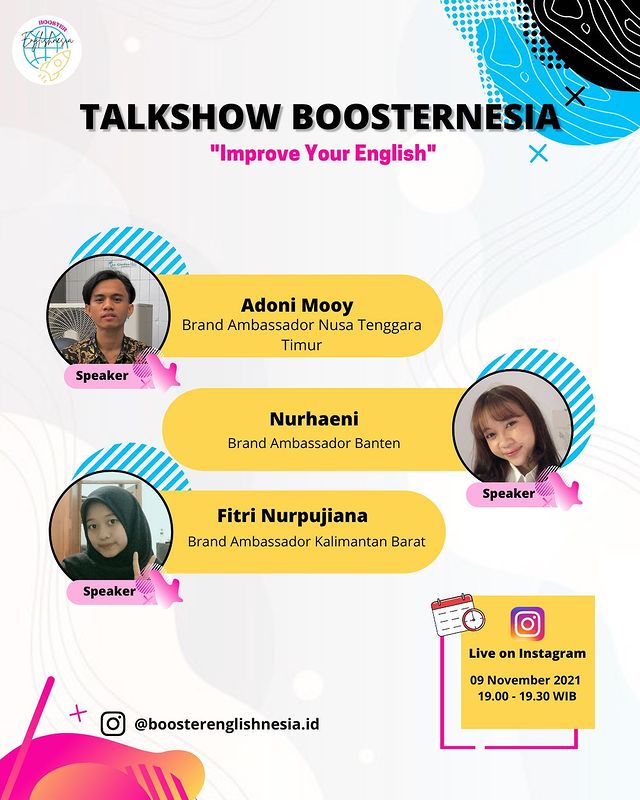 BOOSTER
Englishnesia
TALKSHOW BOOSTERNESIA
"Improve Your English"
Adoni Mooy
Brand Ambassador Nusa Tenggara
Timur
Speaker
Nurhaeni
Brand Ambassador Banten
Speaker
Fitri Nurpujiana
Brand Ambassador Kalimantan Barat
Speaker
Live on Instagram
09 November 2021
19.00 - 19.30 WIB
@boosterenglishnesia.id